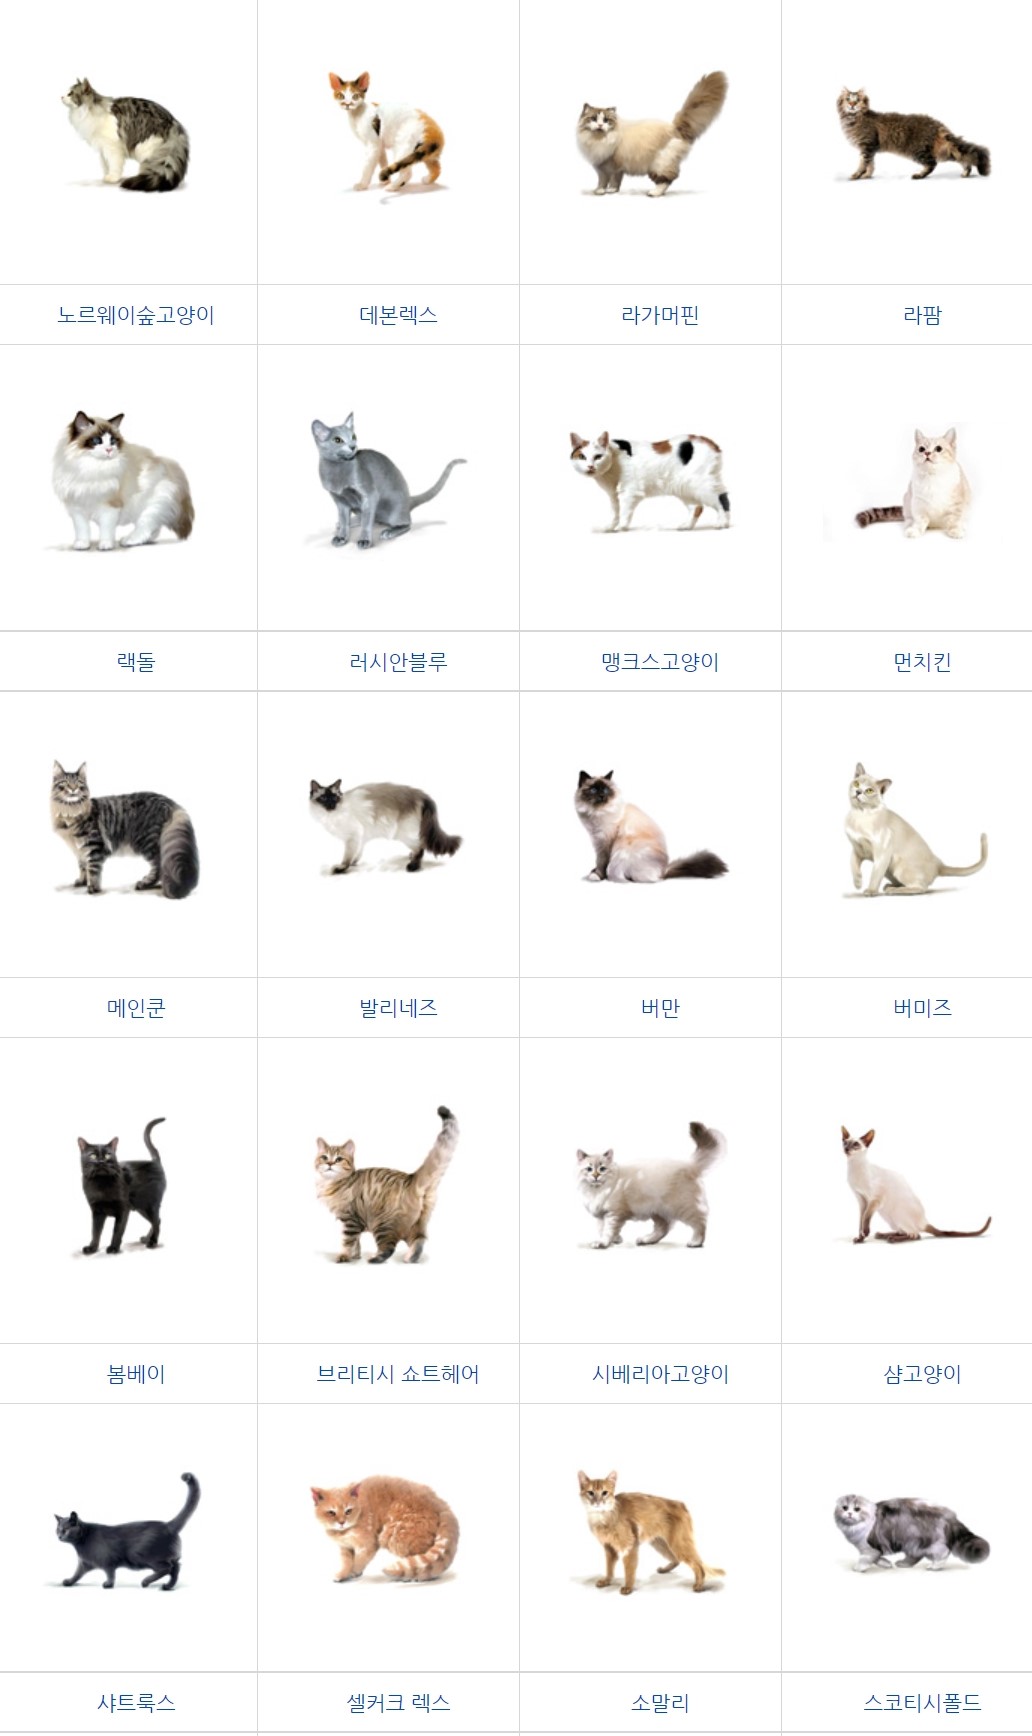 노르웨이숲고양이 데본렉스 라가머핀 라팜
랙돌 러시안블루 맹크스고양이 먼치킨
메인쿤 발리네즈 버만 버미즈
봄베이 브리티시 쇼트헤어 시베리아고양이 샴고양이
샤트룩스 셀커크 렉스 소말리 스코티시폴드